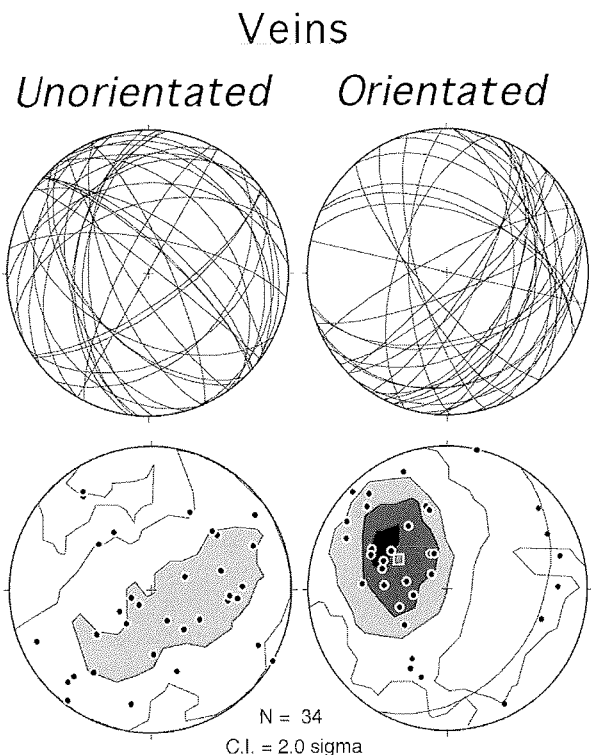 Veins
Unorientated Orientated
N = 34
C.I. = 2.0 sigma